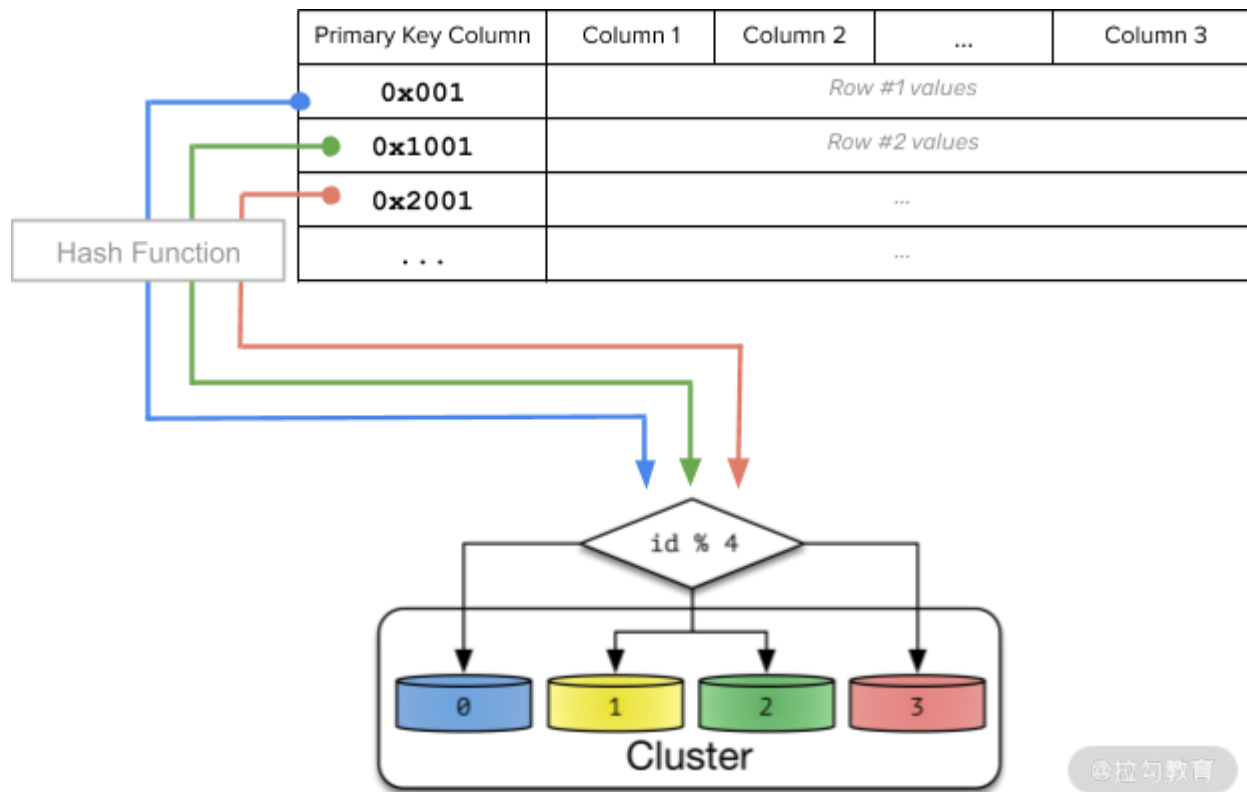 Primary Key Column Column 1 Column 2 ... Column 3
0x001 Row #1 values
0x1001 Row #2 values
0x2001 ...
... ...
Hash Function
id % 4
0 1 2 3
Cluster
@拉勾教育